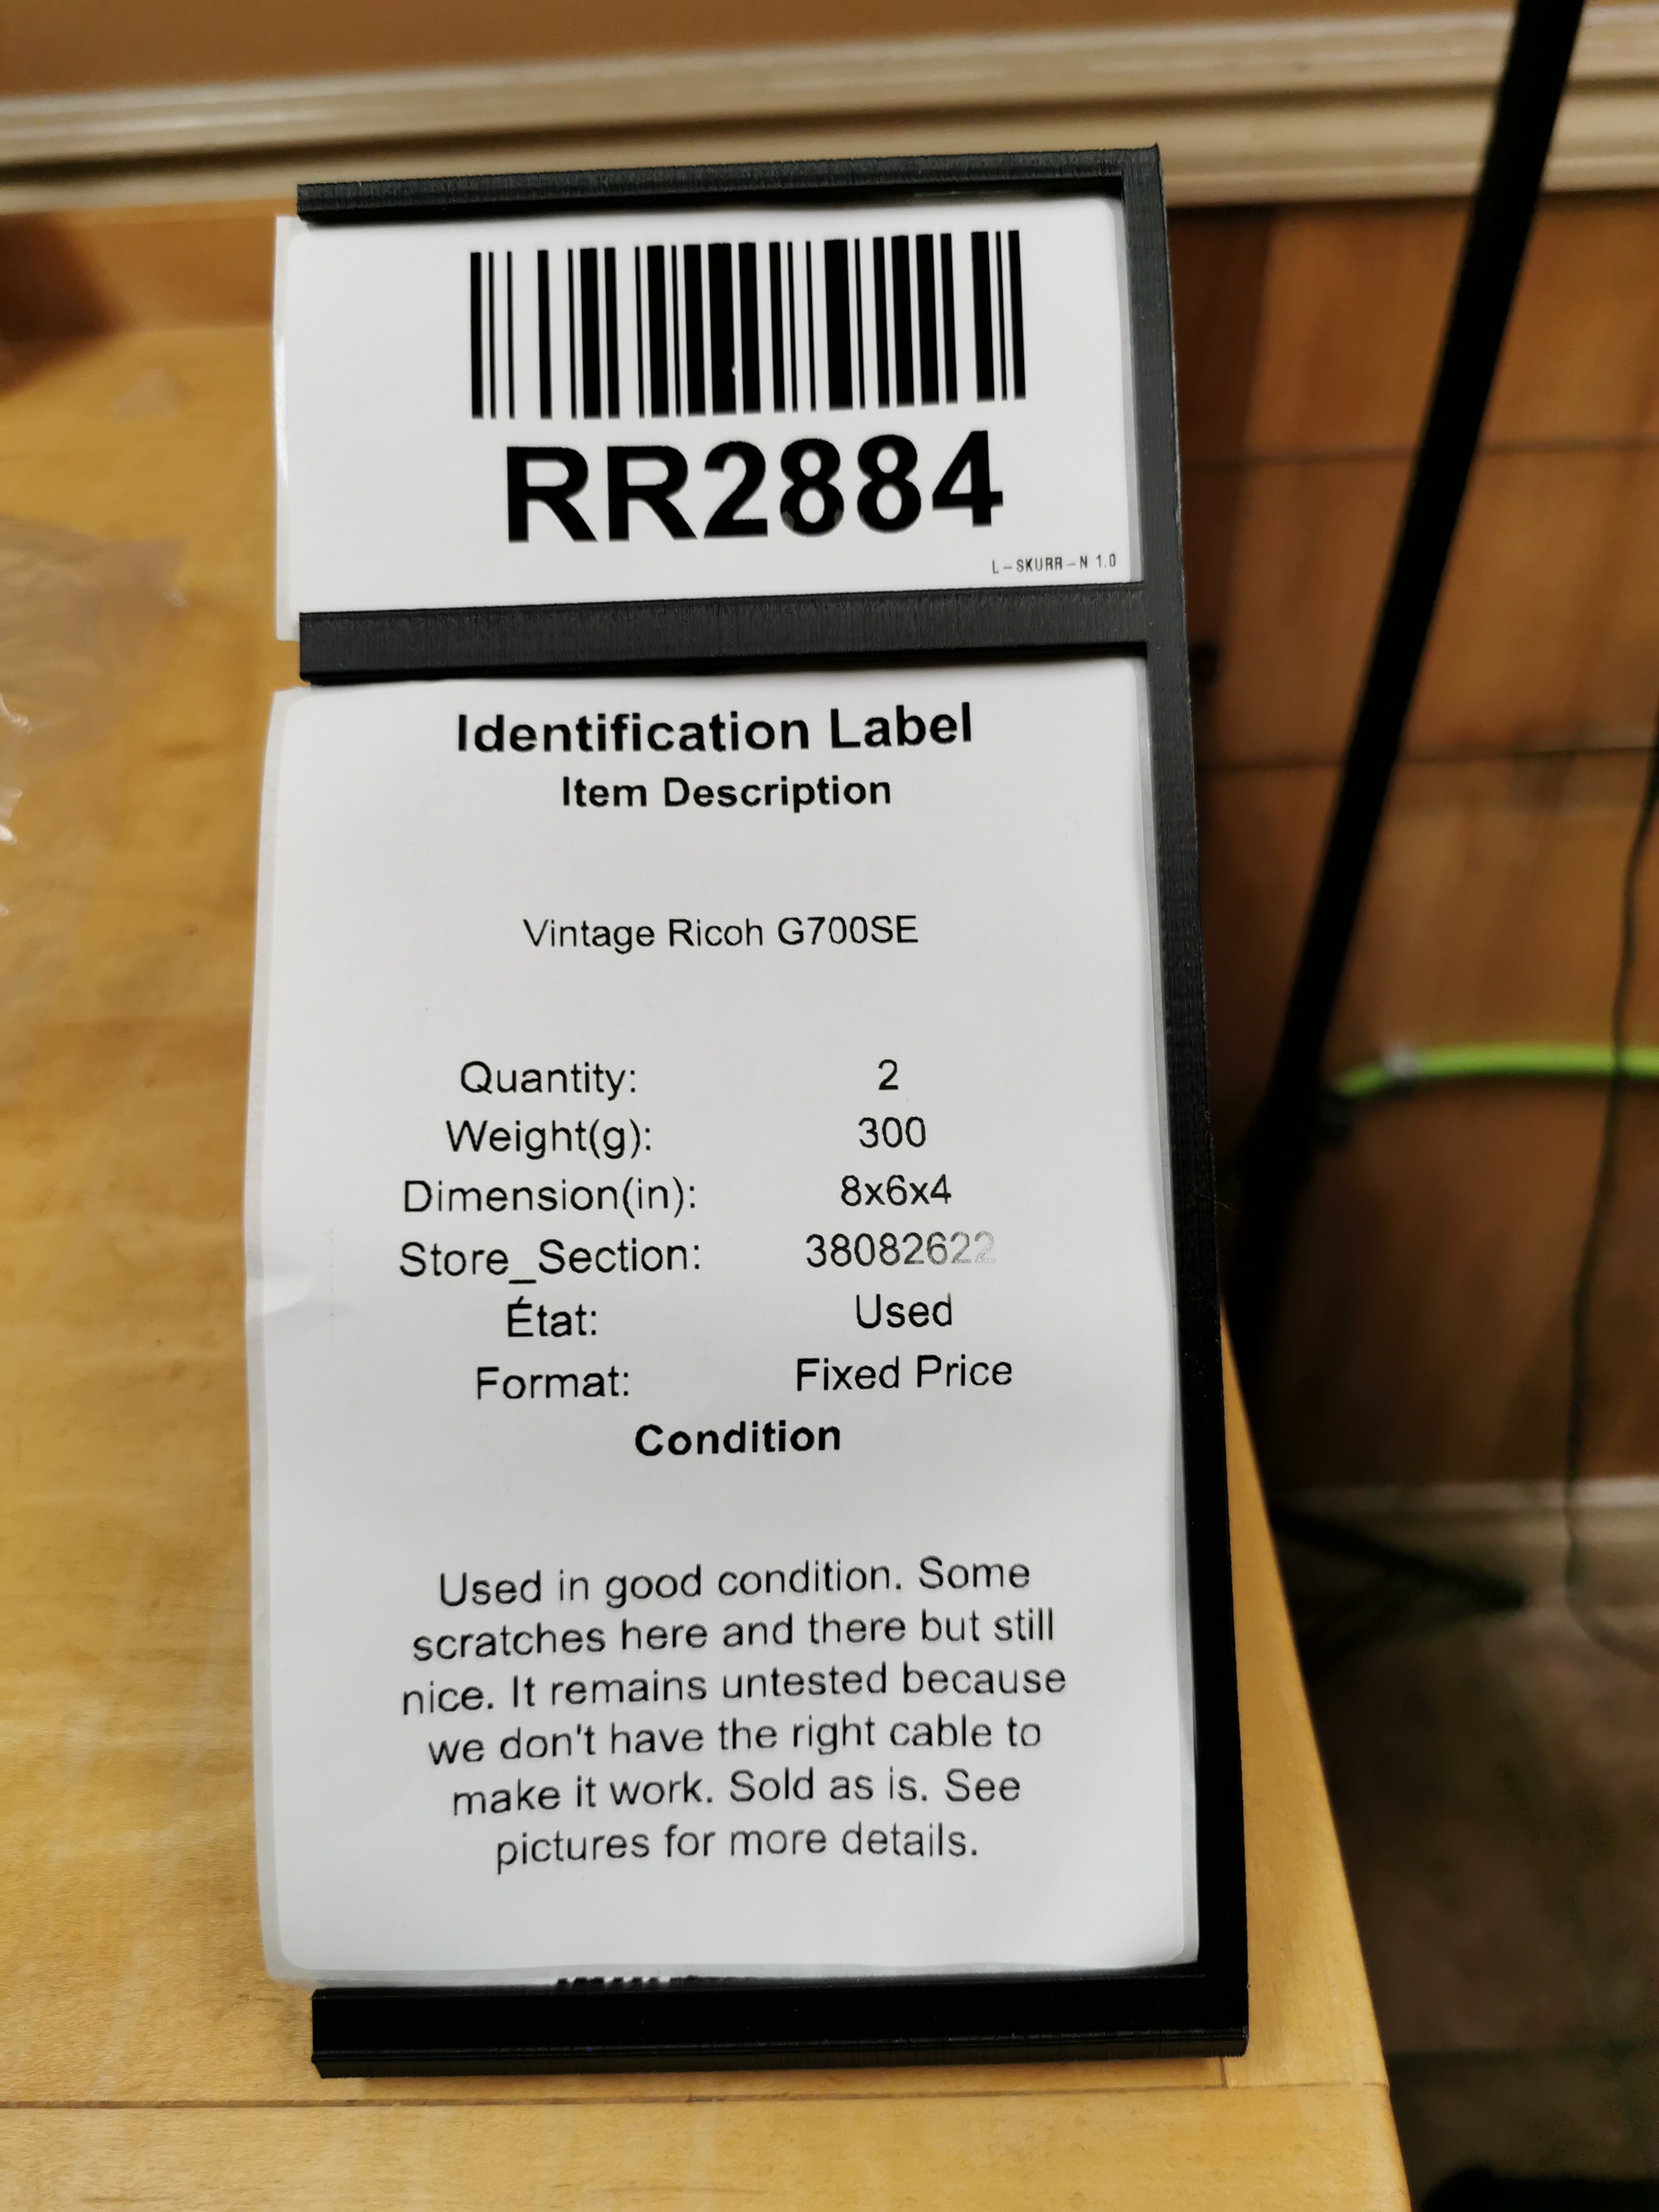 RR2884
L-SKURR-N 1.0
Identification Label
Item Description
Vintage Ricoh G700SE
Quantity: 2
Weight(g): 300
Dimension(in): 8x6x4
Store_Section: 38082622
État: Used
Format: Fixed Price
Condition
Used in good condition. Some
scratches here and there but still
nice. It remains untested because
we don't have the right cable to
make it work. Sold as is. See
pictures for more details.